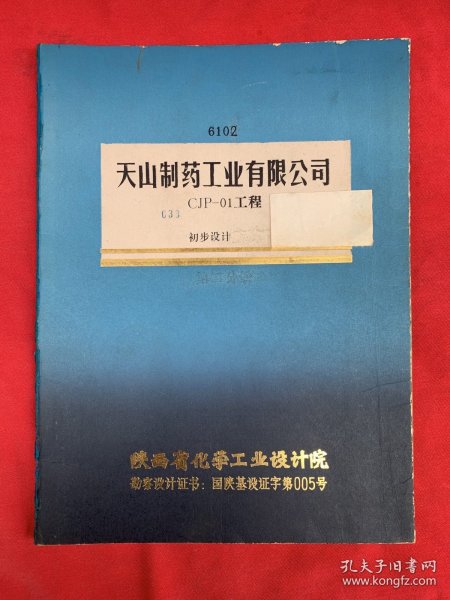 6102
天山制药工业有限公司
CJP-01工程
033
初步设计
陕西省化学工业设计院
勘察设计证书：国陕基设证字第005号
孔夫子旧书网
www.kongfz.com